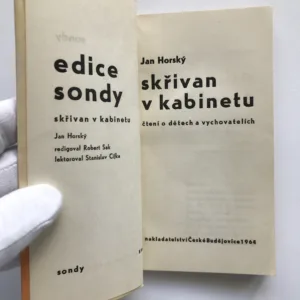 edice
sondy
skřivan v kabinetu
Jan Horský
redigoval Robert Sak
lektoroval Stanislav Cífka
sondy
Jan Horský
skřivan
v kabinetu
čtení o dětech a vychovatelích
nakladatelství České Budějovice 1966